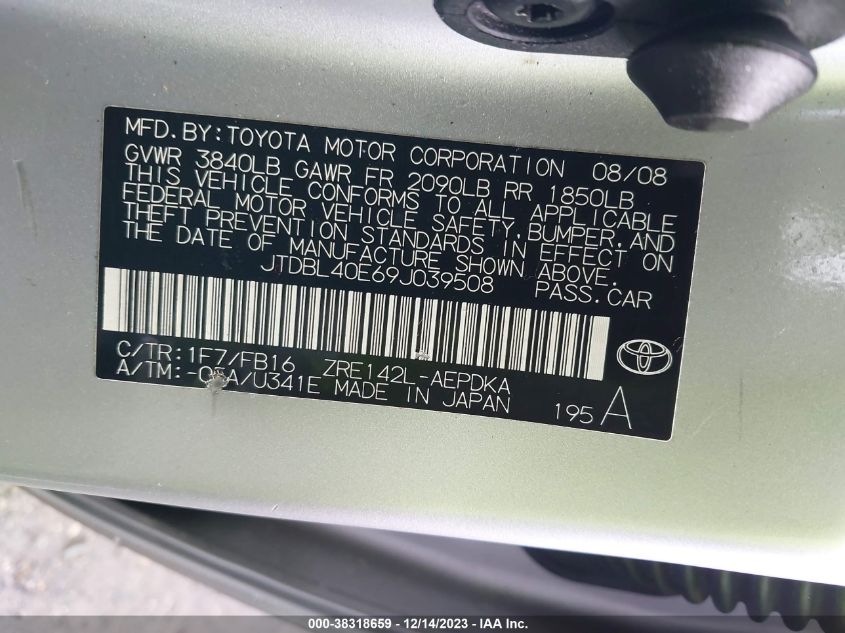 MFD. BY: TOYOTA MOTOR CORPORATION 08/08
GVWR 3840LB GAWR FR 2090LB RR 1850LB
THIS VEHICLE CONFORMS TO ALL APPLICABLE
FEDERAL MOTOR VEHICLE SAFETY, BUMPER, AND
THEFT PREVENTION STANDARDS IN EFFECT ON
THE DATE OF MANUFACTURE SHOWN ABOVE.
JTDBL40E69J039508 PASS. CAR
C/TR: 1F7/FB16 ZRE142L-AEPDKA
A/TM: -05A/U341E MADE IN JAPAN 195 A
000-38318659 - 12/14/2023 - IAA Inc.